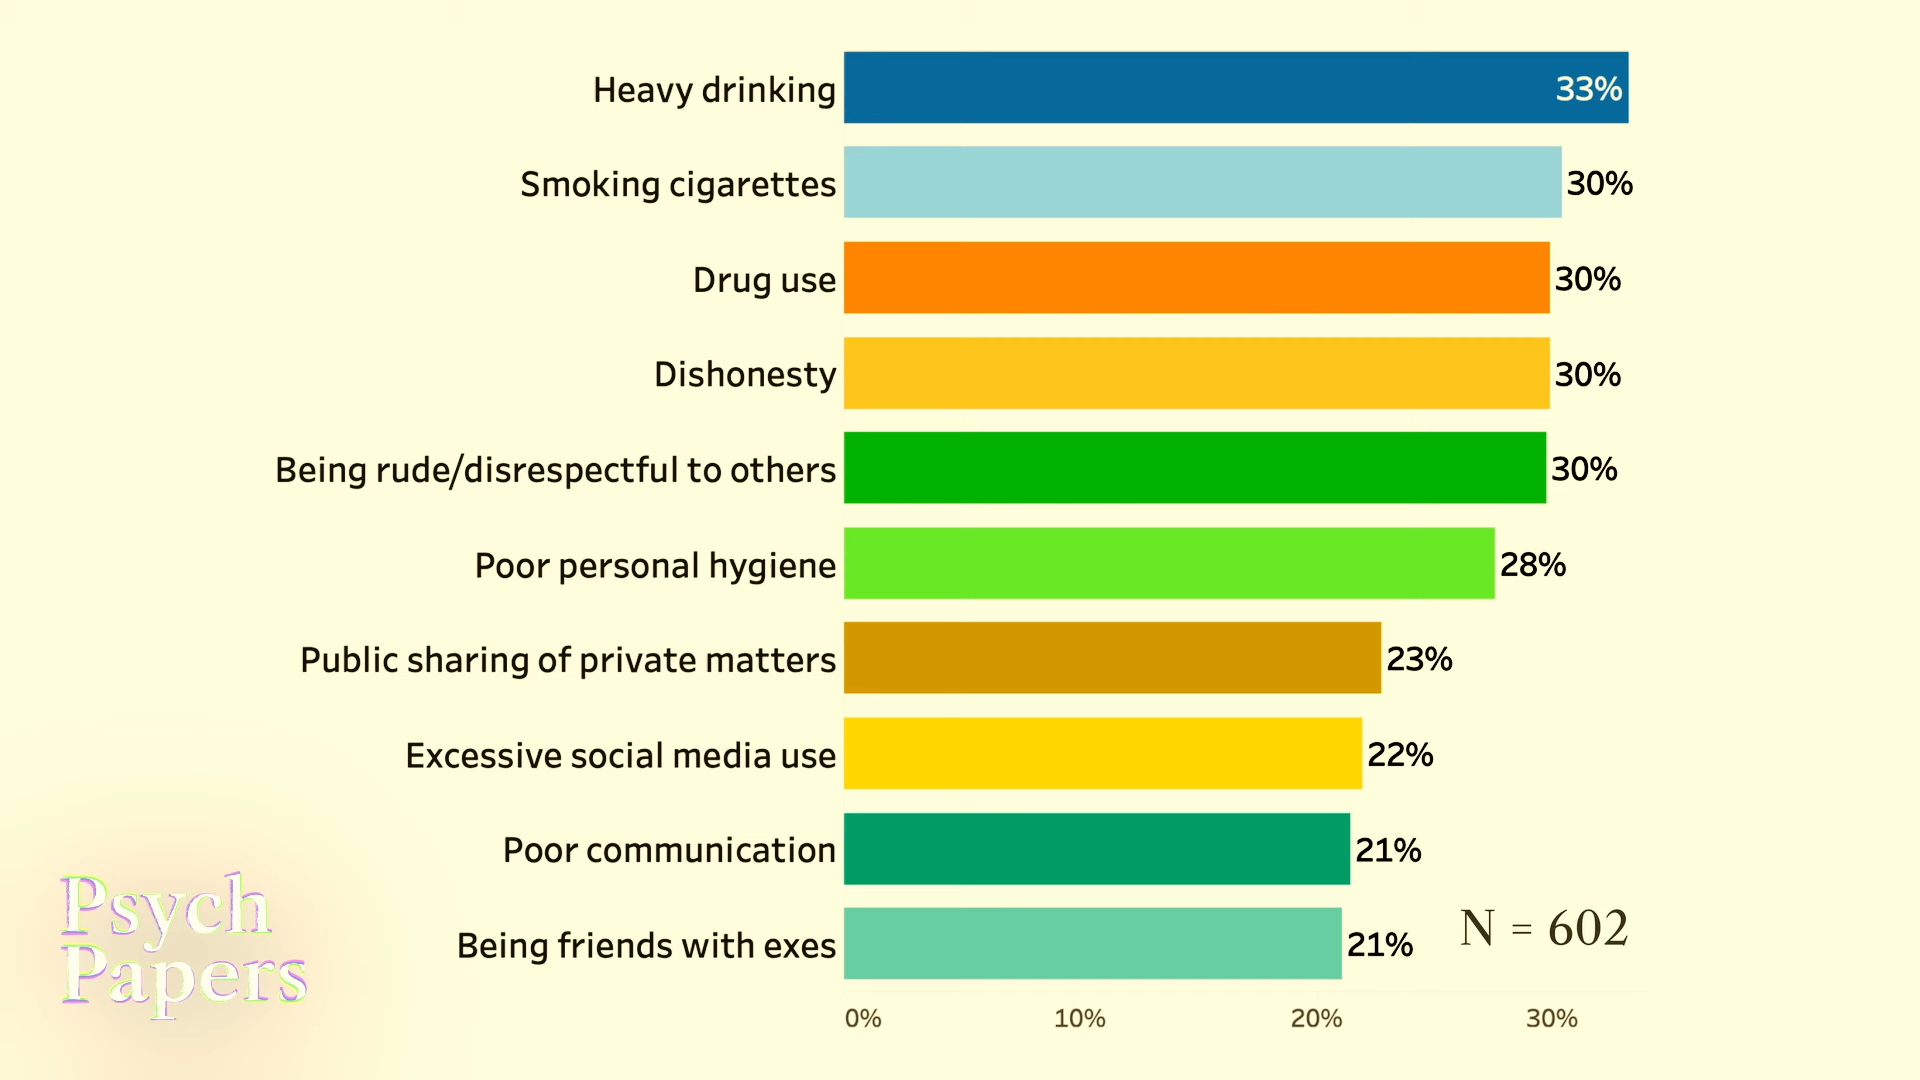 Heavy drinking 33%
Smoking cigarettes 30%
Drug use 30%
Dishonesty 30%
Being rude/disrespectful to others 30%
Poor personal hygiene 28%
Public sharing of private matters 23%
Excessive social media use 22%
Poor communication 21%
Being friends with exes 21%
N = 602
0% 10% 20% 30%
Psych
Papers